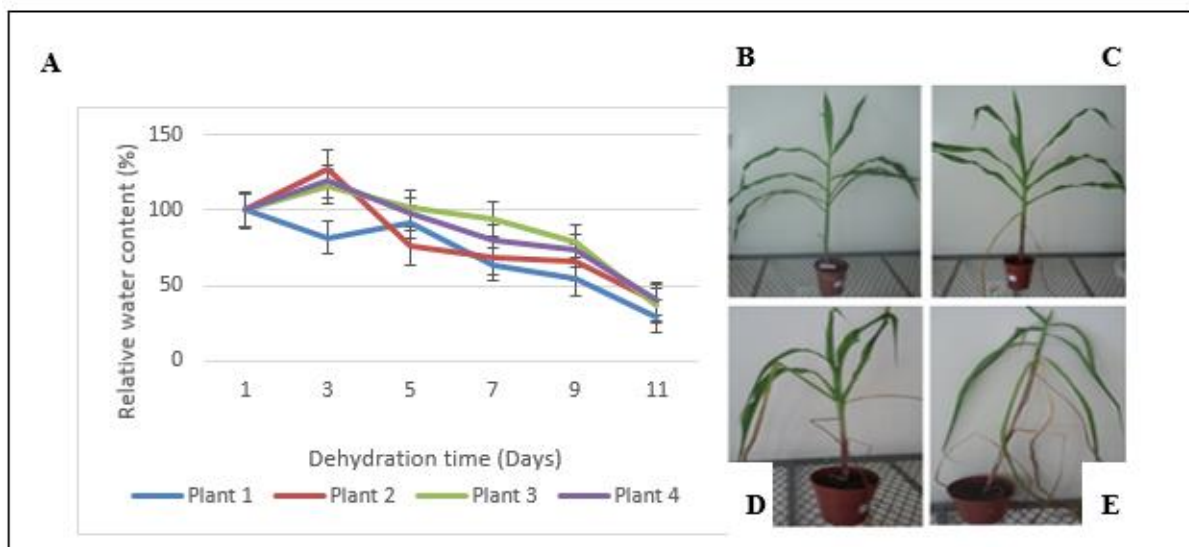 A
B
C
150
100
50
0
Relative water content (%)
1 3 5 7 9 11
Dehydration time (Days)
Plant 1 Plant 2 Plant 3 Plant 4
D
E